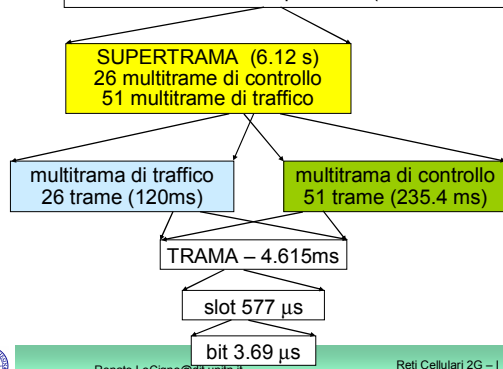 SUPERTRAMA (6.12 s)
26 multitrame di controllo
51 multitrame di traffico
multitrama di traffico
26 trame (120ms)
multitrama di controllo
51 trame (235.4 ms)
TRAMA – 4.615ms
slot 577 µs
bit 3.69 µs
Reti Cellulari 2G – I